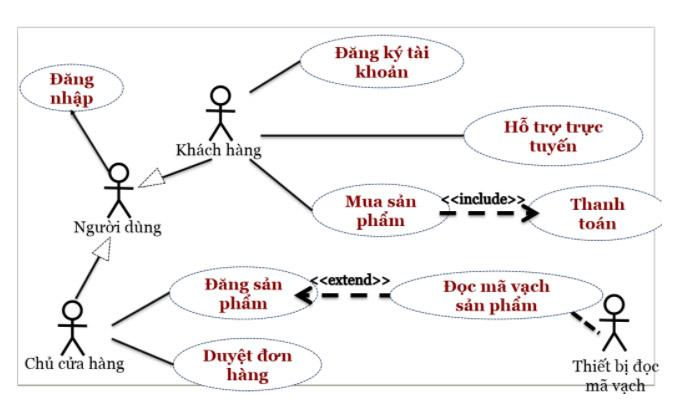 Đăng ký tài
khoản
Đăng
nhập
Khách hàng
Hỗ trợ trực
tuyến
Người dùng
Mua sản
phẩm
<<include>>
Thanh
toán
Đăng sản
phẩm
<<extend>>
Đọc mã vạch
sản phẩm
Chủ cửa hàng
Duyệt đơn
hàng
Thiết bị đọc
mã vạch